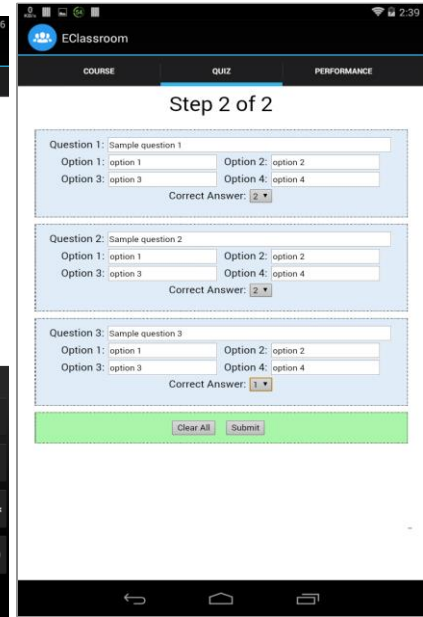 2:39
EClassroom
COURSE QUIZ PERFORMANCE
Step 2 of 2
Question 1: Sample question 1
Option 1: option 1 Option 2: option 2
Option 3: option 3 Option 4: option 4
Correct Answer: 2
Question 2: Sample question 2
Option 1: option 1 Option 2: option 2
Option 3: option 3 Option 4: option 4
Correct Answer: 2
Question 3: Sample question 3
Option 1: option 1 Option 2: option 2
Option 3: option 3 Option 4: option 4
Correct Answer: 1
Clear All Submit